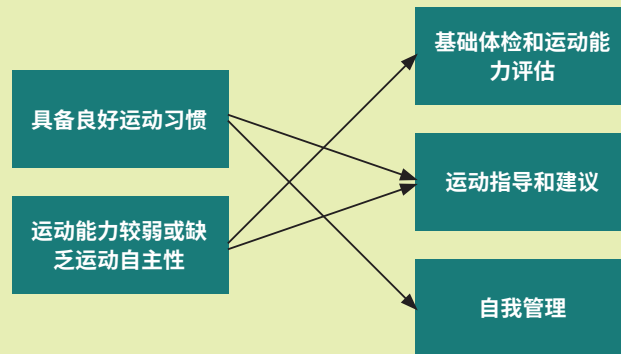 具备良好运动习惯
运动能力较弱或缺
乏运动自主性
基础体检和运动能
力评估
运动指导和建议
自我管理